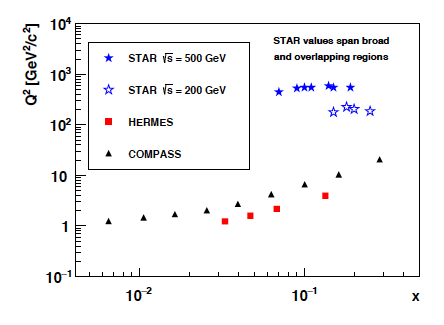 10⁴
STAR √s = 500 GeV
STAR values span broad
and overlapping regions
10³
STAR √s = 200 GeV
Q² [GeV²/c²]
10²
HERMES
COMPASS
10
1
10⁻¹
10⁻² 10⁻¹ x